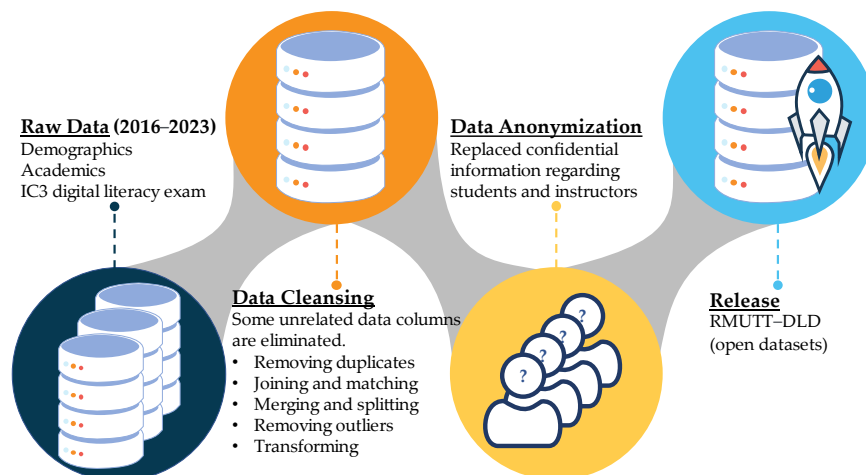 Raw Data (2016–2023)
Demographics
Academics
IC3 digital literacy exam
Data Cleansing
Some unrelated data columns
are eliminated.
• Removing duplicates
• Joining and matching
• Merging and splitting
• Removing outliers
• Transforming
Data Anonymization
Replaced confidential
information regarding
students and instructors
?
?
?
?
Release
RMUTT–DLD
(open datasets)